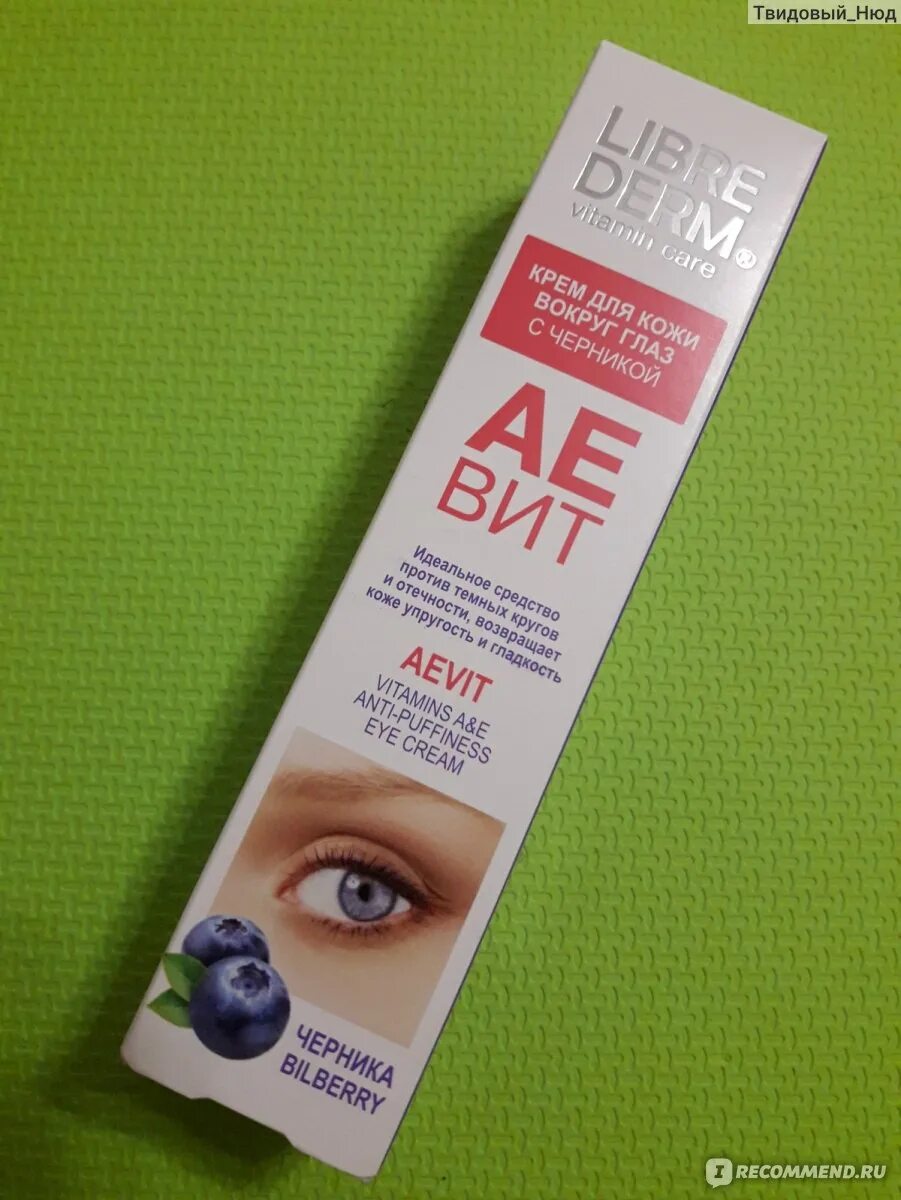 Твидовый_Нюд
LIBRE
DERM®
vitamin care
КРЕМ ДЛЯ КОЖИ
ВОКРУГ ГЛАЗ
С ЧЕРНИКОЙ
АЕ
ВИТ
Идеальное средство
против темных кругов
и отечности, возвращает
коже упругость и гладкость
AEVIT
VITAMINS A&E
ANTI-PUFFINESS
EYE CREAM
ЧЕРНИКА
BILBERRY
IRECOMMEND.RU